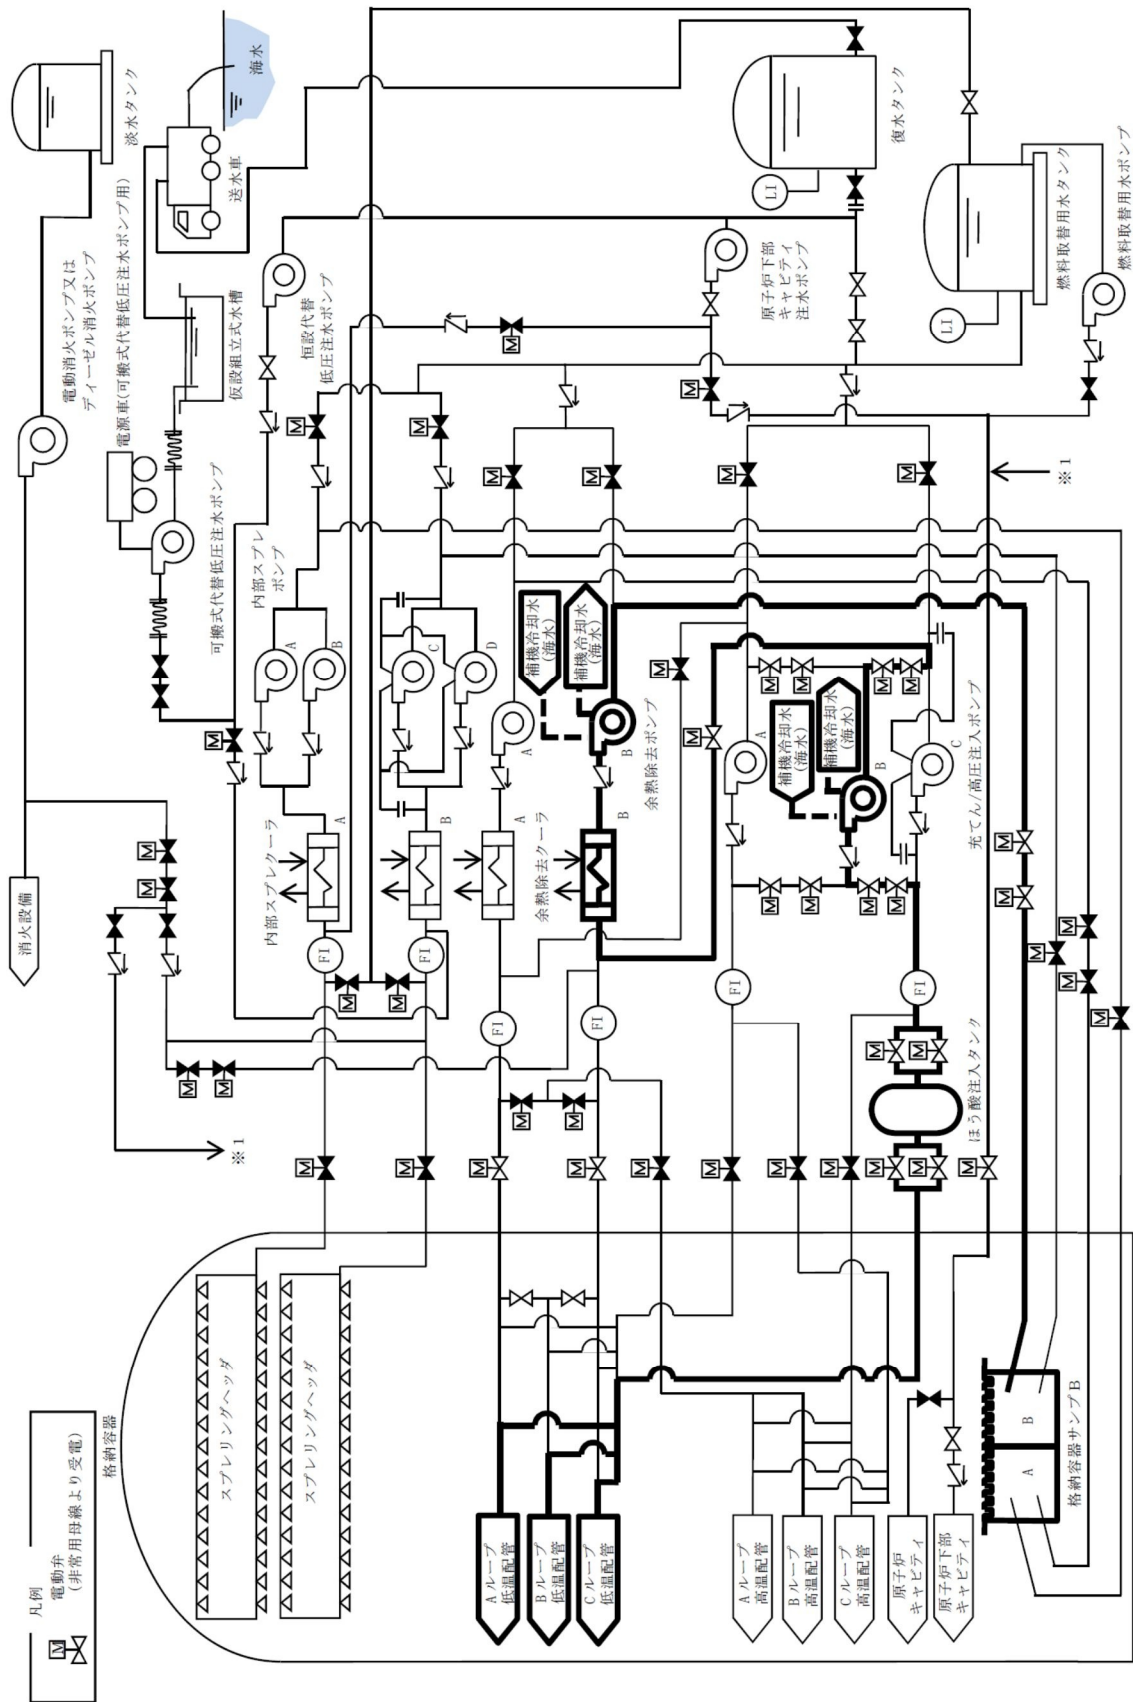 凡例
電動弁
(非常用母線より受電)
M
格納容器
スプレリングヘッダ
スプレリングヘッダ
Aループ
低温配管
Bループ
低温配管
Cループ
低温配管
Aループ
高温配管
Bループ
高温配管
Cループ
高温配管
原子炉
キャビティ
原子炉下部
キャビティ
A
B
格納容器サンプB
※1
消火設備
電動消火ポンプ又は
ディーゼル消火ポンプ
淡水タンク
電源車(可搬式代替低圧注水ポンプ用)
可搬式代替低圧注水ポンプ
仮設組立式水槽
送水車
海水
恒設代替
低圧注水ポンプ
内部スプレ
ポンプ
A
B
C
D
内部スプレクーラ
A
B
FI
FI
余熱除去ポンプ
A
B
補機冷却水
(海水)
補機冷却水
(海水)
余熱除去クーラ
A
B
FI
FI
充てん/高圧注入ポンプ
A
B
C
補機冷却水
(海水)
補機冷却水
(海水)
FI
FI
ほう酸注入タンク
原子炉下部
キャビティ
注水ポンプ
復水タンク
LI
燃料取替用水タンク
LI
燃料取替用水ポンプ
※1